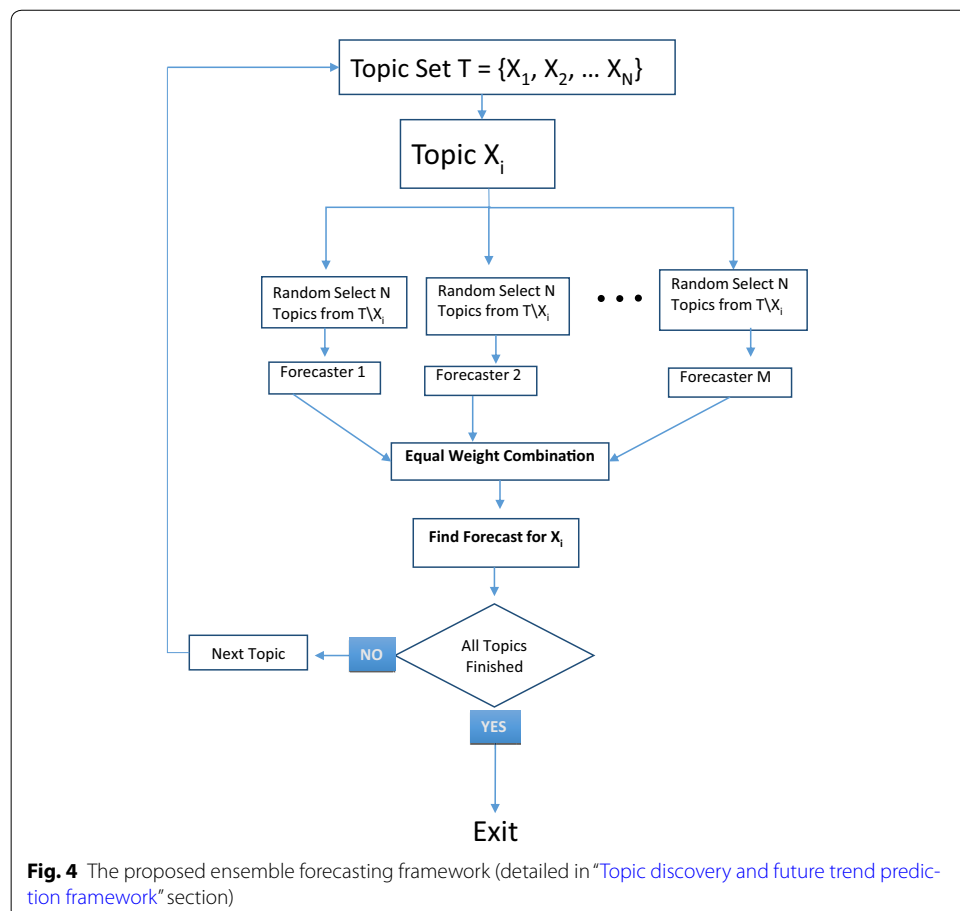 Topic Set T = {X₁, X₂, ... X_N}
Topic Xᵢ
Random Select N
Topics from T\Xᵢ
Random Select N
Topics from T\Xᵢ
• • •
Random Select N
Topics from T\Xᵢ
Forecaster 1
Forecaster 2
Forecaster M
Equal Weight Combination
Find Forecast for Xᵢ
All Topics
Finished
NO
Next Topic
YES
Exit
Fig. 4 The proposed ensemble forecasting framework (detailed in “Topic discovery and future trend predic-
tion framework” section)